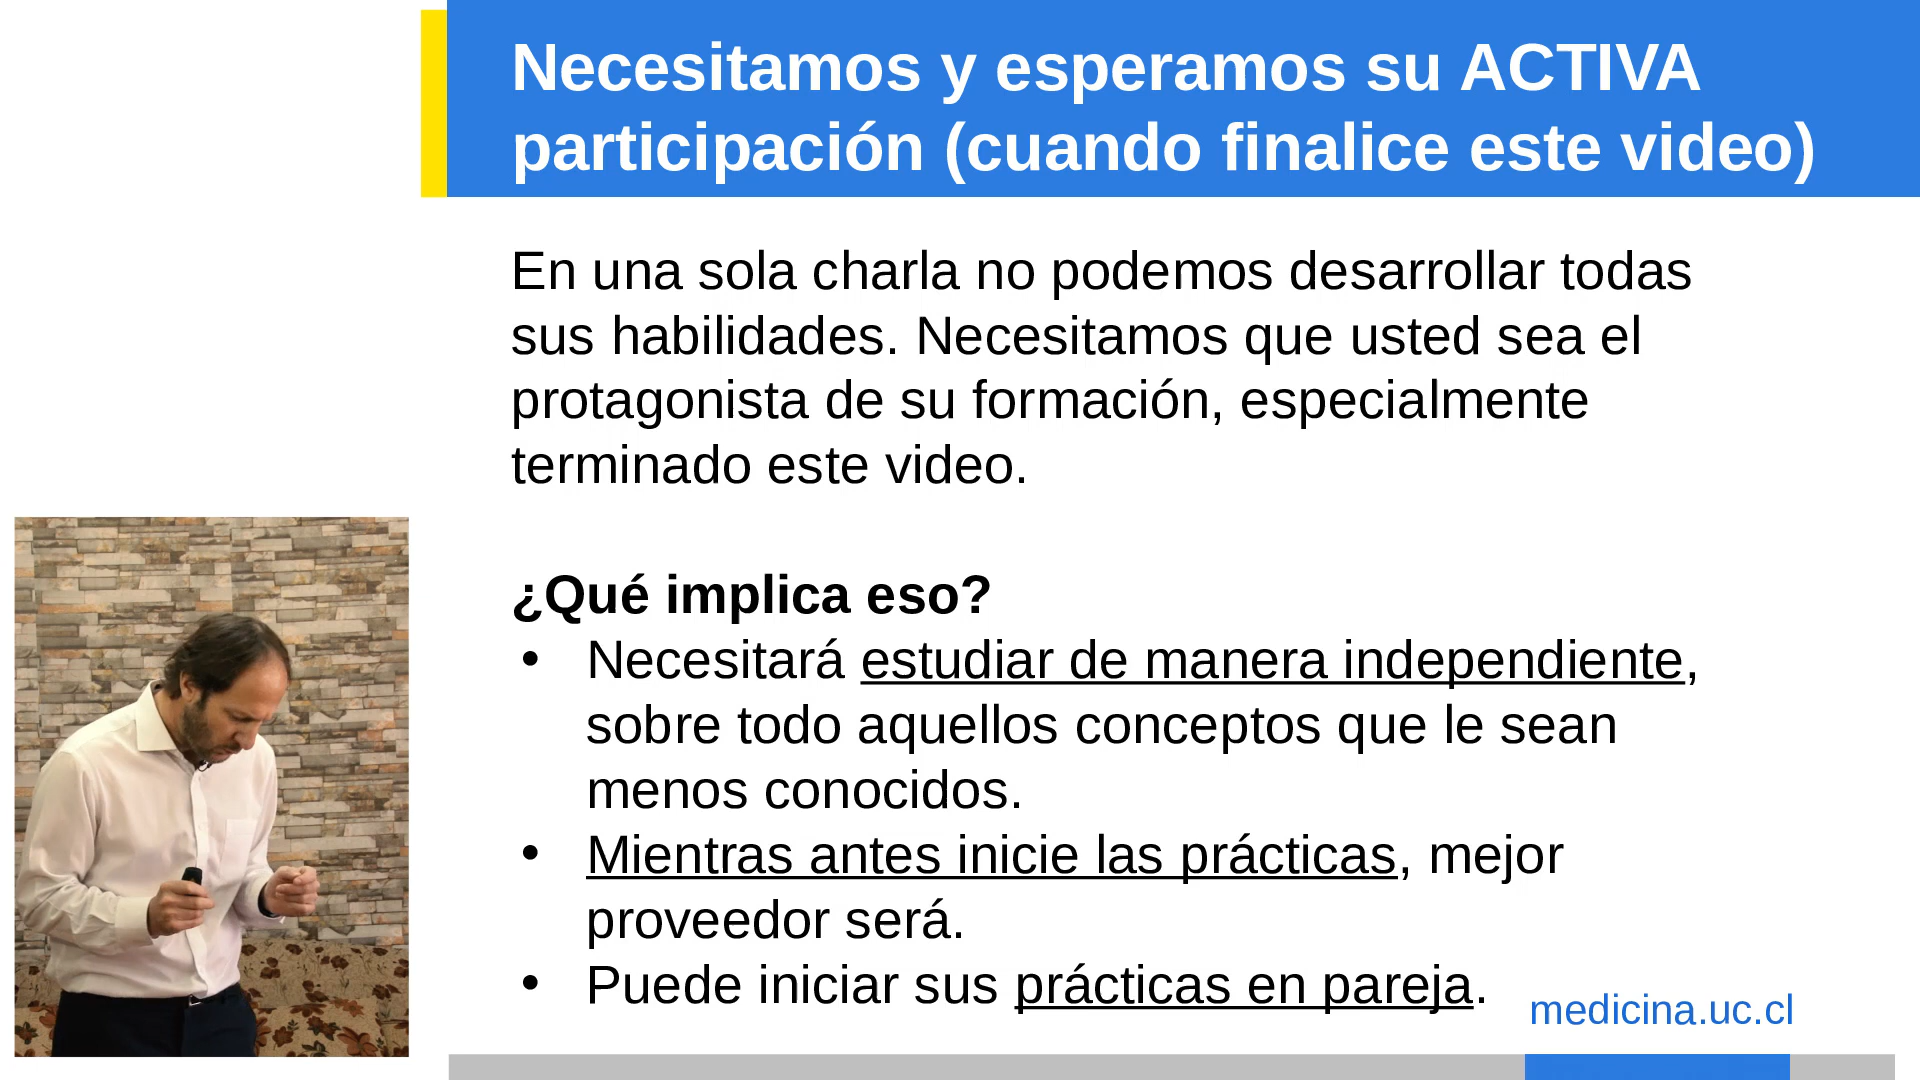 Necesitamos y esperamos su ACTIVA
participación (cuando finalice este video)
En una sola charla no podemos desarrollar todas
sus habilidades. Necesitamos que usted sea el
protagonista de su formación, especialmente
terminado este video.
¿Qué implica eso?
• Necesitará estudiar de manera independiente,
sobre todo aquellos conceptos que le sean
menos conocidos.
• Mientras antes inicie las prácticas, mejor
proveedor será.
• Puede iniciar sus prácticas en pareja.
medicina.uc.cl